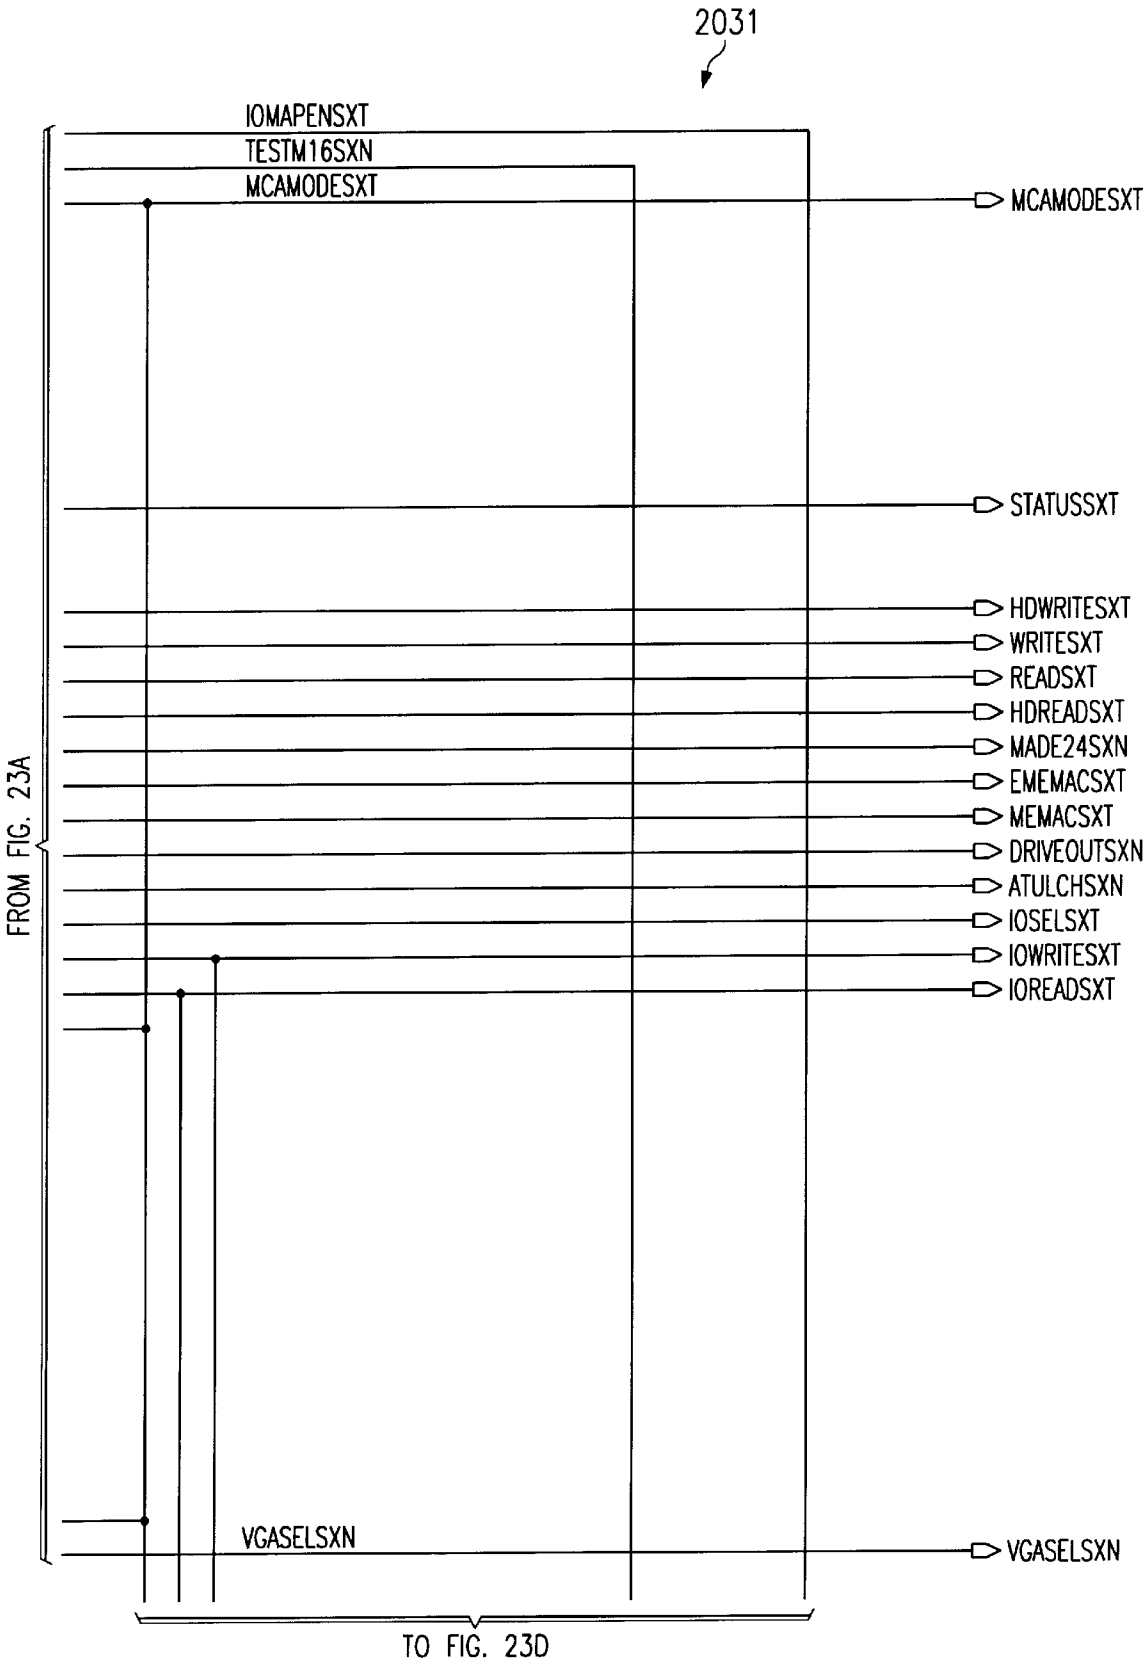 2031
IOMAPENSXT
TESTM16SXN
MCAMODESXT
MCAMODESXT
STATUSSXT
HDWRITESXT
WRITESXT
READSXT
HDREADSXT
MADE24SXN
EMEMACSXT
MEMACSXT
FROM FIG. 23A
DRIVEOUTSXN
ATULCHSXN
IOSELSXT
IOWRITESXT
IOREADSXT
VGASELSXN
VGASELSXN
TO FIG. 23D